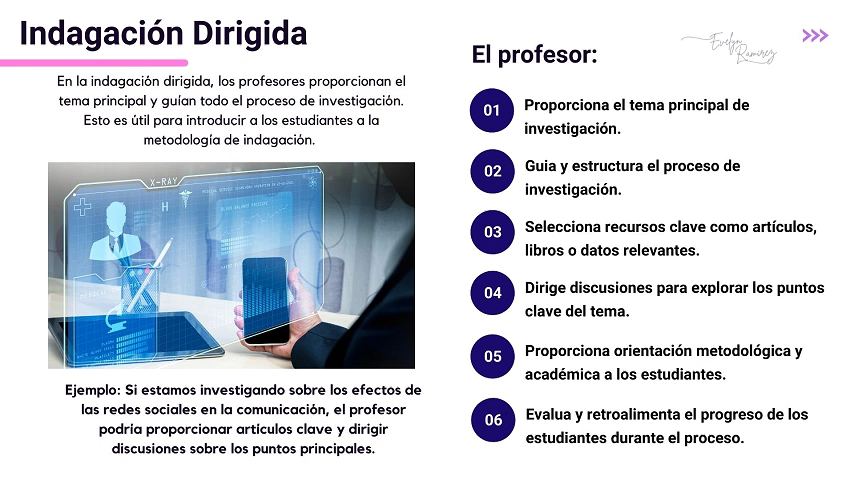 Indagación Dirigida
En la indagación dirigida, los profesores proporcionan el
tema principal y guían todo el proceso de investigación.
Esto es útil para introducir a los estudiantes a la
metodología de indagación.
X-RAY
H
Ejemplo: Si estamos investigando sobre los efectos de
las redes sociales en la comunicación, el profesor
podría proporcionar artículos clave y dirigir
discusiones sobre los puntos principales.
Evelyn
Ramirez
El profesor:
01 Proporciona el tema principal de
investigación.
02 Guia y estructura el proceso de
investigación.
03 Selecciona recursos clave como artículos,
libros o datos relevantes.
04 Dirige discusiones para explorar los puntos
clave del tema.
05 Proporciona orientación metodológica y
académica a los estudiantes.
06 Evalua y retroalimenta el progreso de los
estudiantes durante el proceso.